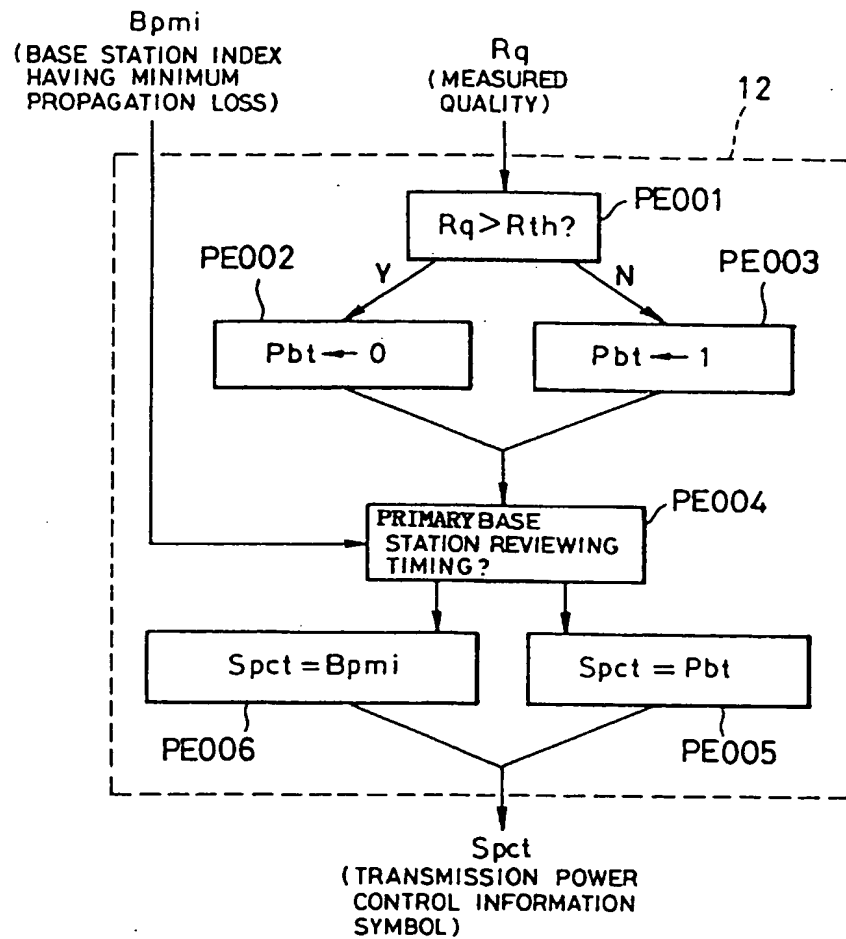 Bpmi
(BASE STATION INDEX
HAVING MINIMUM
PROPAGATION LOSS)
Rq
(MEASURED
QUALITY)
12
Rq>Rth?
PE001
PE002
Y
N
PE003
Pbt←0
Pbt←1
PRIMARY BASE
STATION REVIEWING
TIMING?
PE004
Spct=Bpmi
Spct=Pbt
PE006
PE005
Spct
(TRANSMISSION POWER
CONTROL INFORMATION
SYMBOL)